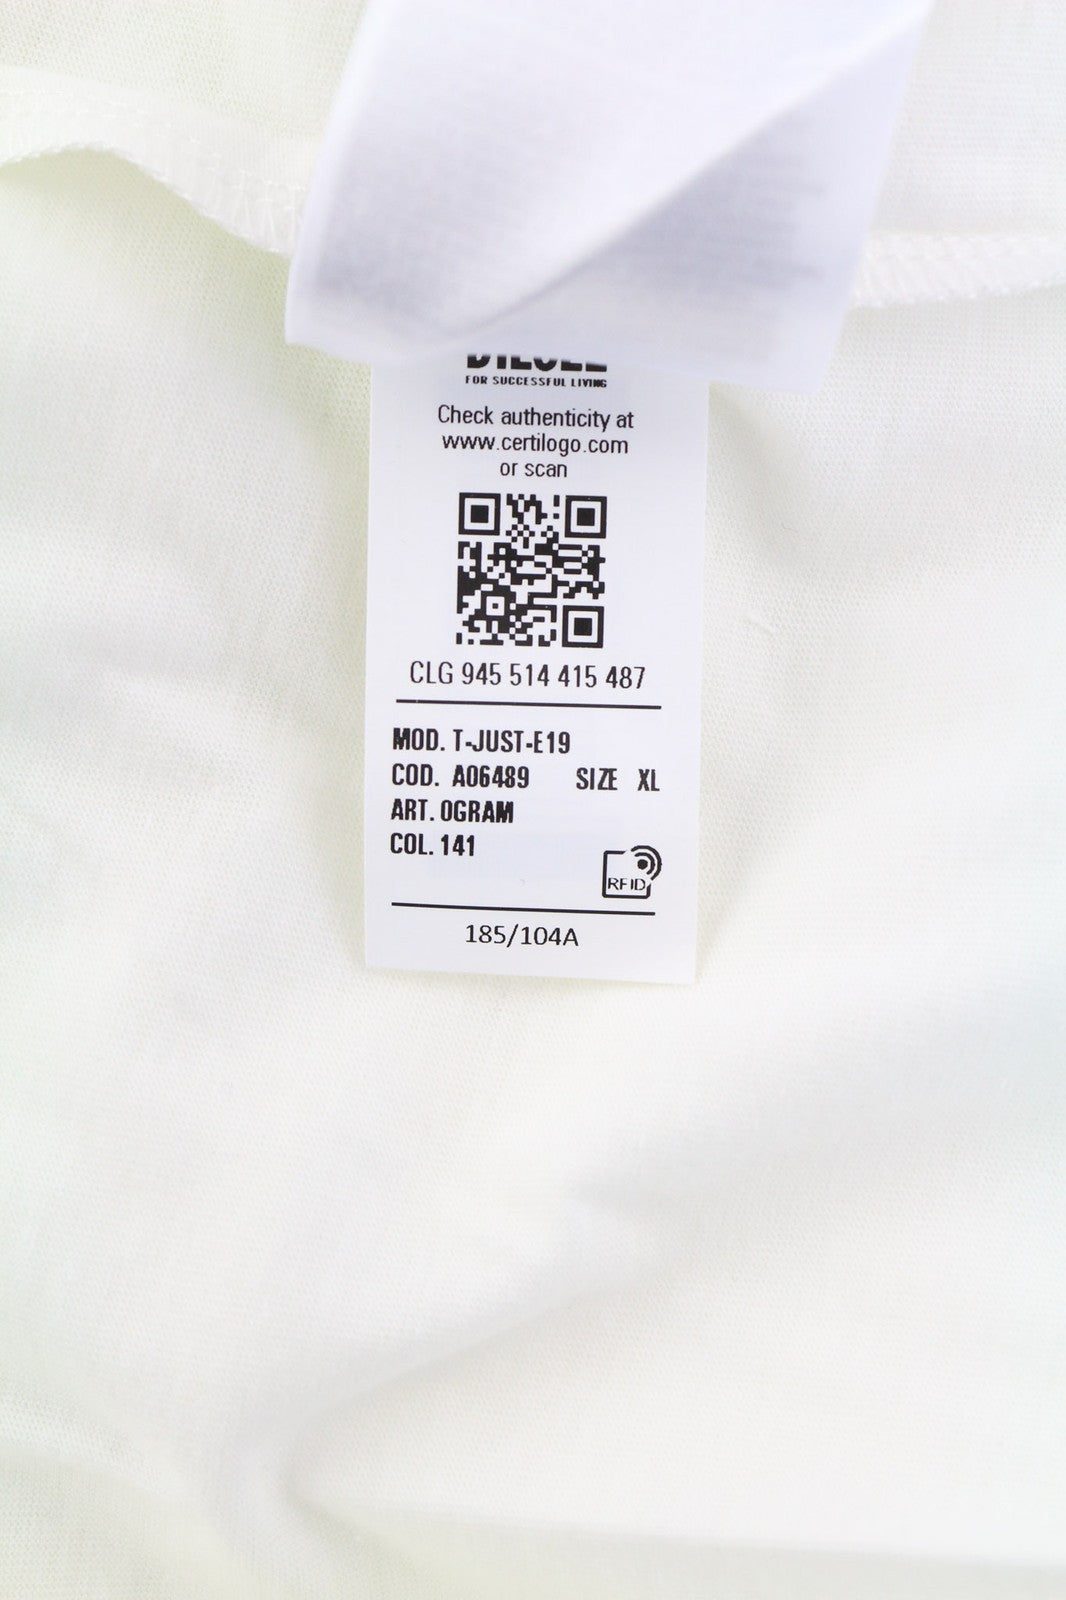 DIESEL
FOR SUCCESSFUL LIVING
Check authenticity at
www.certilogo.com
or scan
CLG 945 514 415 487
MOD. T-JUST-E19
COD. A06489 SIZE XL
ART. 0GRAM
COL. 141
RFID
185/104A